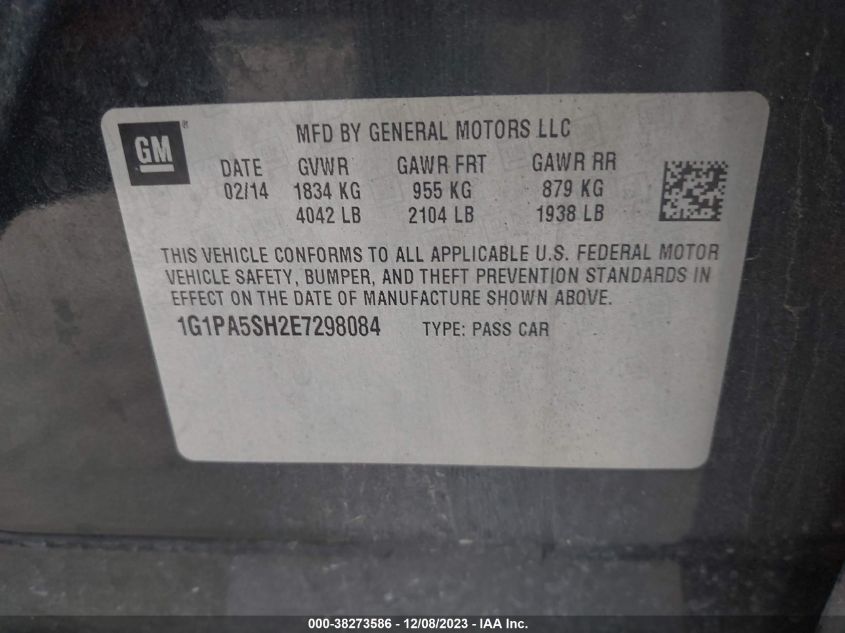 GM ®
MFD BY GENERAL MOTORS LLC
DATE GVWR GAWR FRT GAWR RR
02/14 1834 KG 955 KG 879 KG
4042 LB 2104 LB 1938 LB
THIS VEHICLE CONFORMS TO ALL APPLICABLE U.S. FEDERAL MOTOR
VEHICLE SAFETY, BUMPER, AND THEFT PREVENTION STANDARDS IN
EFFECT ON THE DATE OF MANUFACTURE SHOWN ABOVE.
1G1PA5SH2E7298084 TYPE: PASS CAR
000-38273586 - 12/08/2023 - IAA Inc.